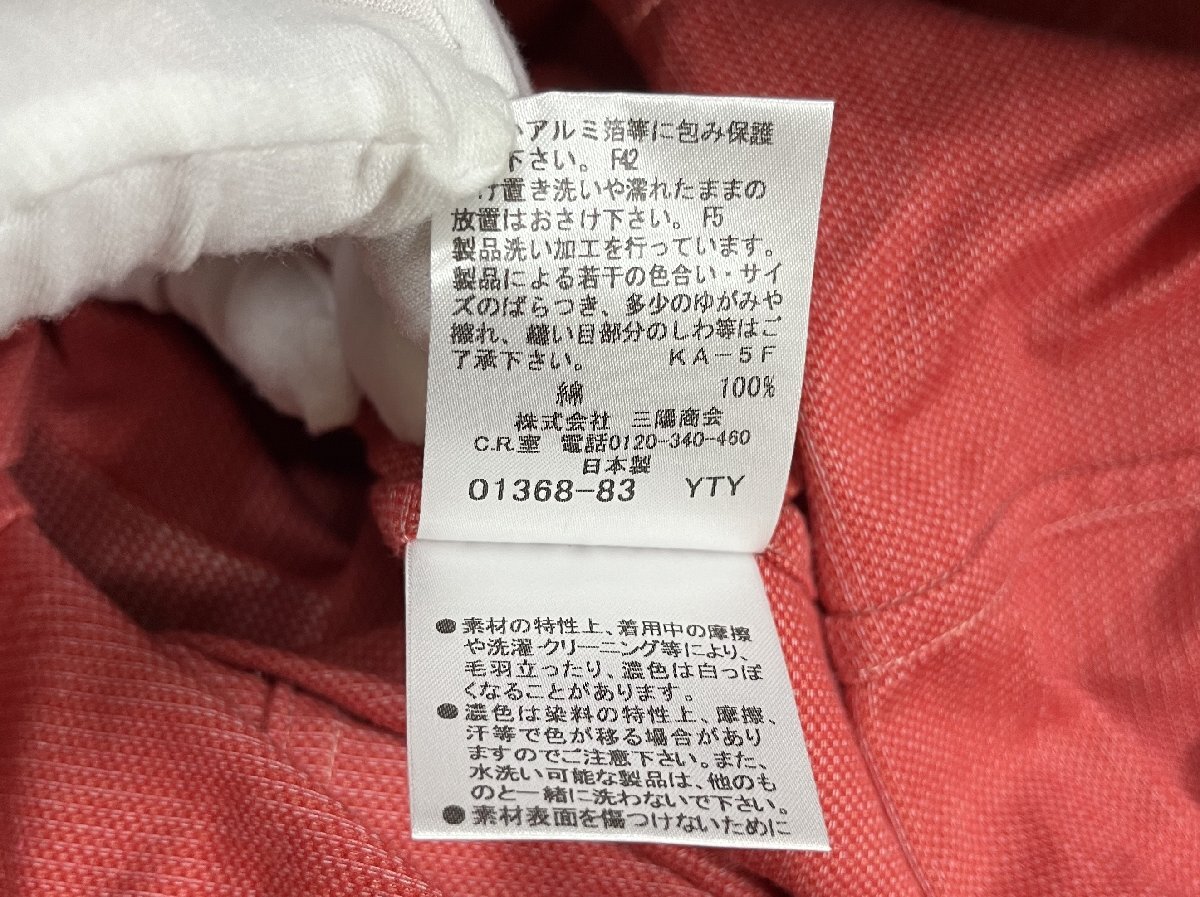 アルミ箔等に包み保護
下さい。 F42
け置き洗いや濡れたままの
放置はおさけ下さい。 F5
製品洗い加工を行っています。
製品による若干の色合い・サイ
ズのばらつき、多少のゆがみや
擦れ、縫い目部分のしわ等はご
了承下さい。 KA-5F
綿 100%
株式会社 三陽商会
C.R.室 電話0120-340-460
日本製
01368-83 YTY
●素材の特性上、着用中の摩擦
や洗濯・クリーニング等により、
毛羽立ったり、濃色は白っぽ
くなることがあります。
●濃色は染料の特性上、摩擦、
汗等で色が移る場合があり
ますのでご注意下さい。また、
水洗い可能な製品は、他のも
のと一緒に洗わないで下さい。
●素材表面を傷つけないために